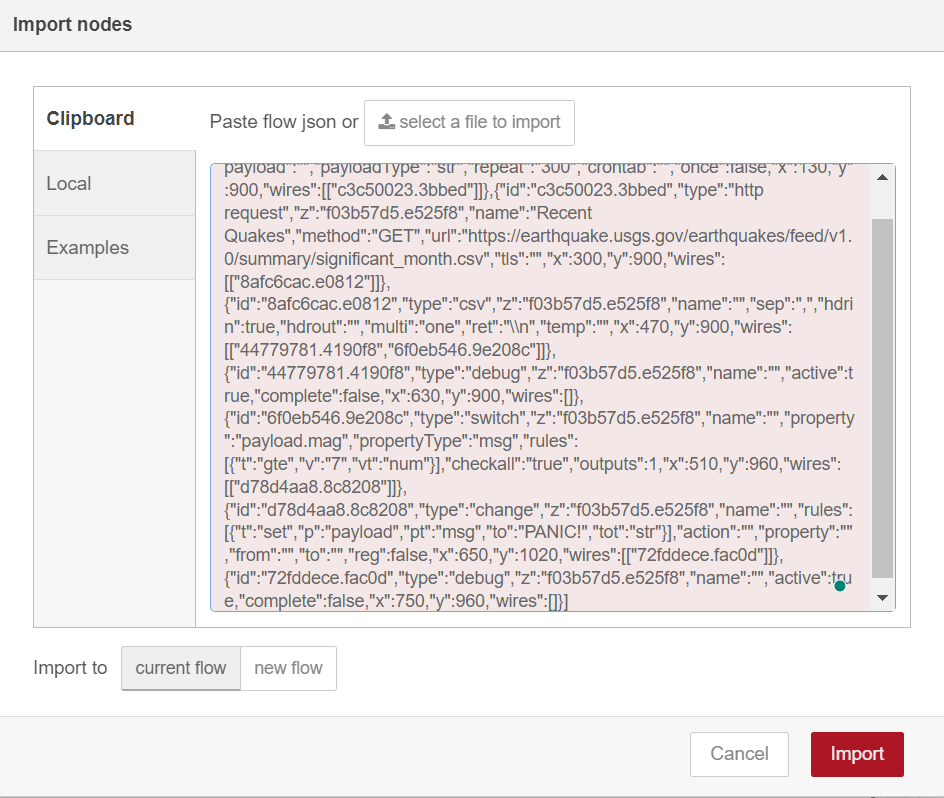 Import nodes
Clipboard
Local
Examples
Paste flow json or
select a file to import
payload":"","payloadType":"str","repeat":"300","crontab":"","once":false,"x":130,"y"
:900,"wires":[["c3c50023.3bbed"]]},{"id":"c3c50023.3bbed","type":"http
request","z":"f03b57d5.e525f8","name":"Recent
Quakes","method":"GET","url":"https://earthquake.usgs.gov/earthquakes/feed/v1.
0/summary/significant_month.csv","tls":"","x":300,"y":900,"wires":
[["8afc6cac.e0812"]]},
{"id":"8afc6cac.e0812","type":"csv","z":"f03b57d5.e525f8","name":"","sep":",","hdri
n":true,"hdrout":"","multi":"one","ret":"\\n","temp":"","x":470,"y":900,"wires":
[["44779781.4190f8","6f0eb546.9e208c"]]},
{"id":"44779781.4190f8","type":"debug","z":"f03b57d5.e525f8","name":"","active":t
rue,"complete":false,"x":630,"y":900,"wires":[]},
{"id":"6f0eb546.9e208c","type":"switch","z":"f03b57d5.e525f8","name":"","property
":"payload.mag","propertyType":"msg","rules":
[{"t":"gte","v":"7","vt":"num"}],"checkall":"true","outputs":1,"x":510,"y":960,"wires":
[["d78d4aa8.8c8208"]]},
{"id":"d78d4aa8.8c8208","type":"change","z":"f03b57d5.e525f8","name":"","rules":
[{"t":"set","p":"payload","pt":"msg","to":"PANIC!","tot":"str"}],"action":"","property":""
,"from":"","to":"","reg":false,"x":650,"y":1020,"wires":[["72fddece.fac0d"]]},
{"id":"72fddece.fac0d","type":"debug","z":"f03b57d5.e525f8","name":"","active":tru
e,"complete":false,"x":750,"y":960,"wires":[]}]
Import to
current flow
new flow
Cancel
Import